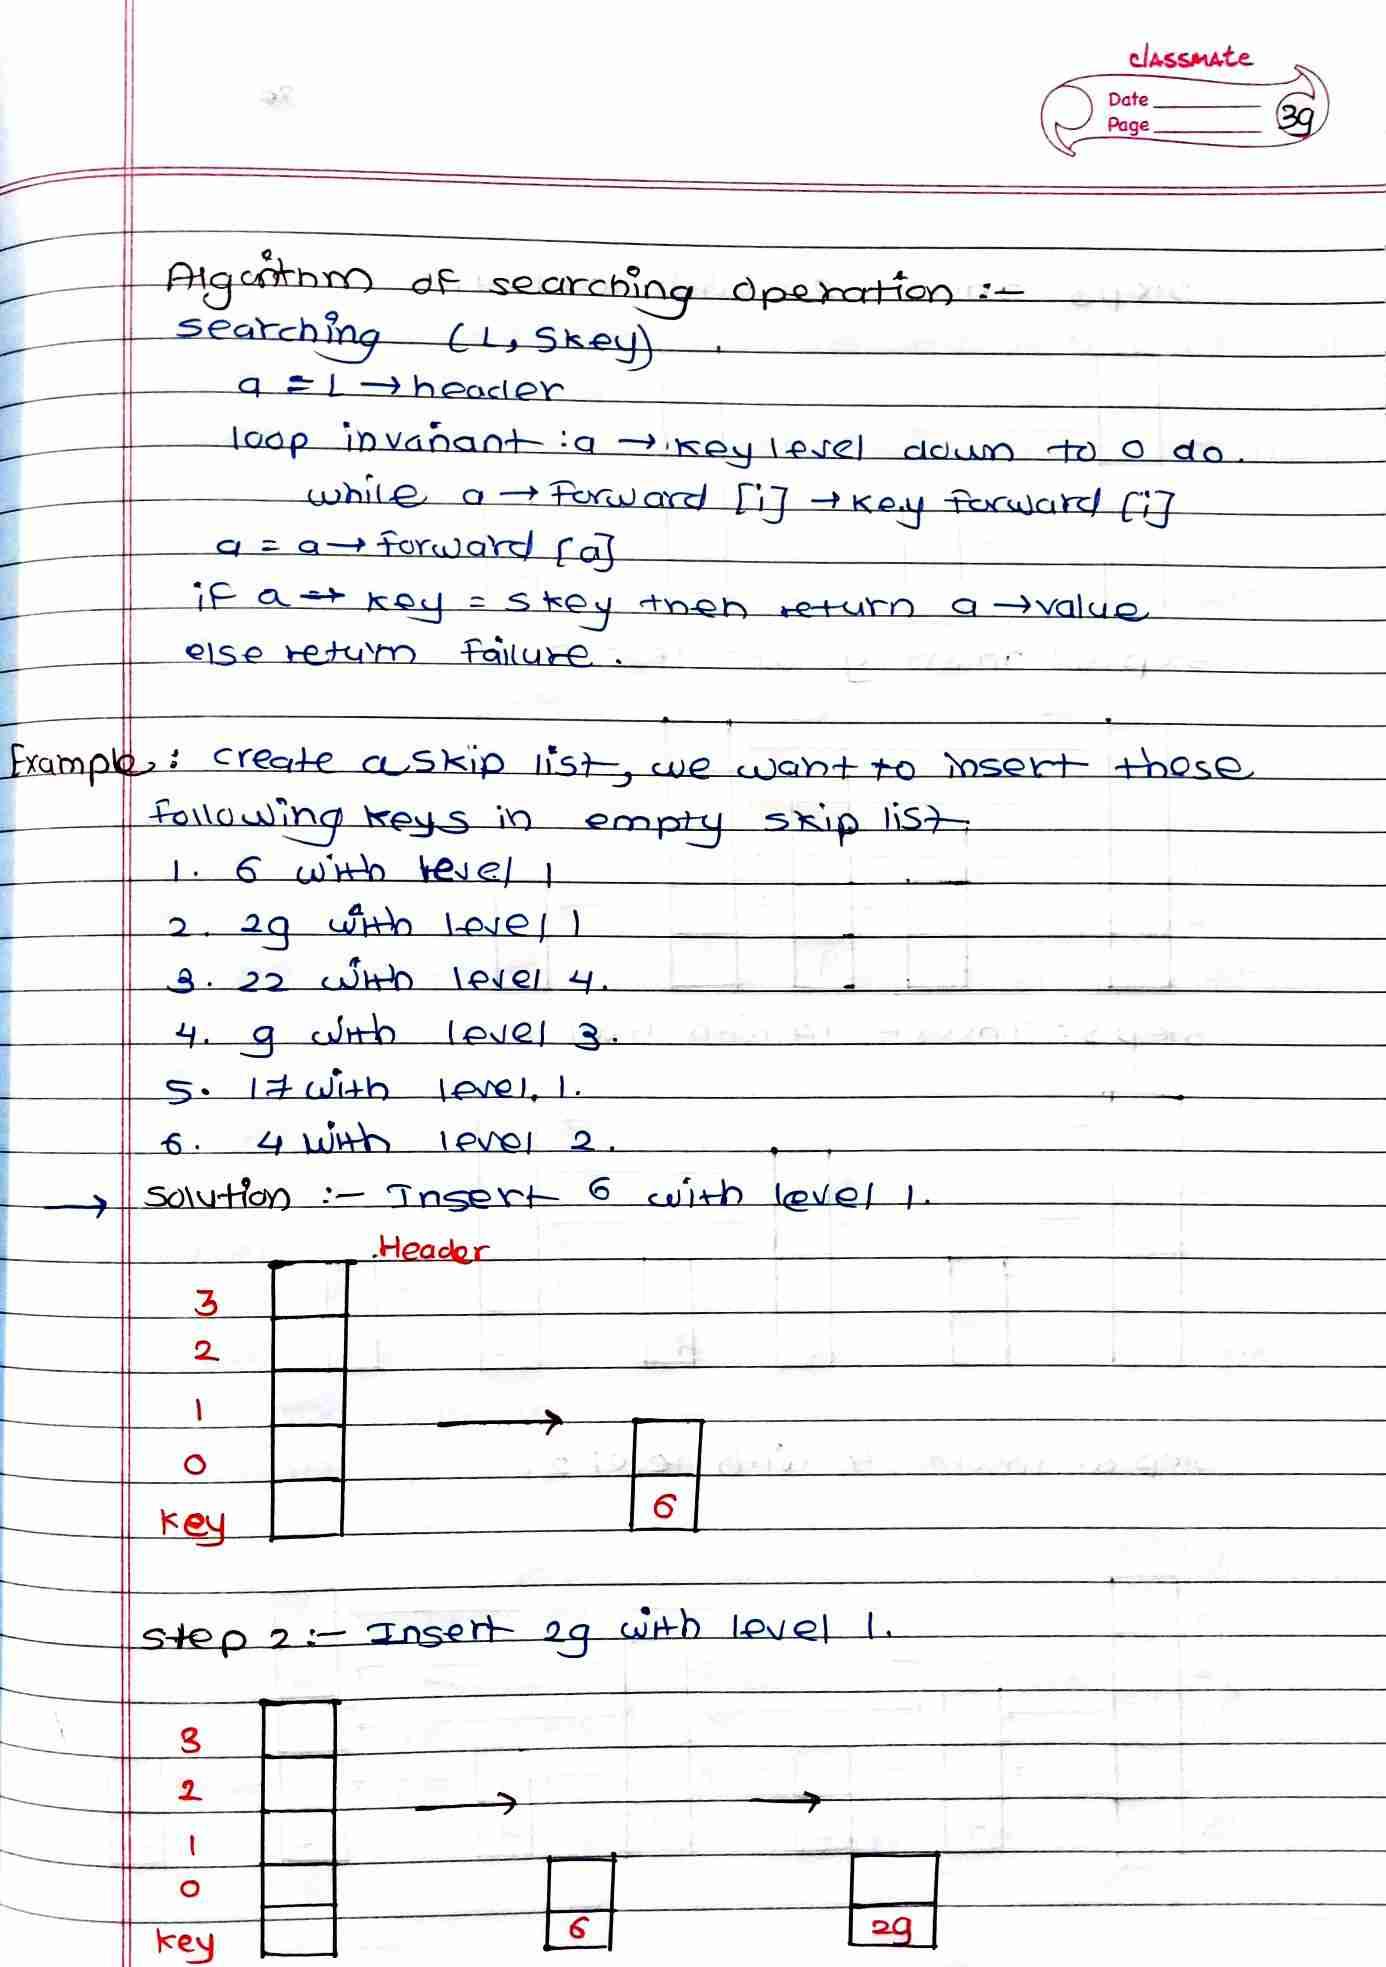 classmate
Date
Page 39
Algorithm of searching operation :-
searching (L, Skey)
a = L → header
loop invariant : a → key level down to 0 do.
while a → forward [i] → key forward [i]
a = a → forward [a]
if a → key = skey then return a → value
else return failure.
Example : create a skip list, we want to insert these
following keys in empty skip list.
1. 6 with level 1
2. 29 with level 1
3. 22 with level 4.
4. 9 with level 3.
5. 17 with level. 1.
6. 4 with level 2.
→ solution :- Insert 6 with level 1.
Header
3
2
1
→
0
key
6
step 2 :- Insert 29 with level 1.
3
2
→ →
1
0
key
6 29